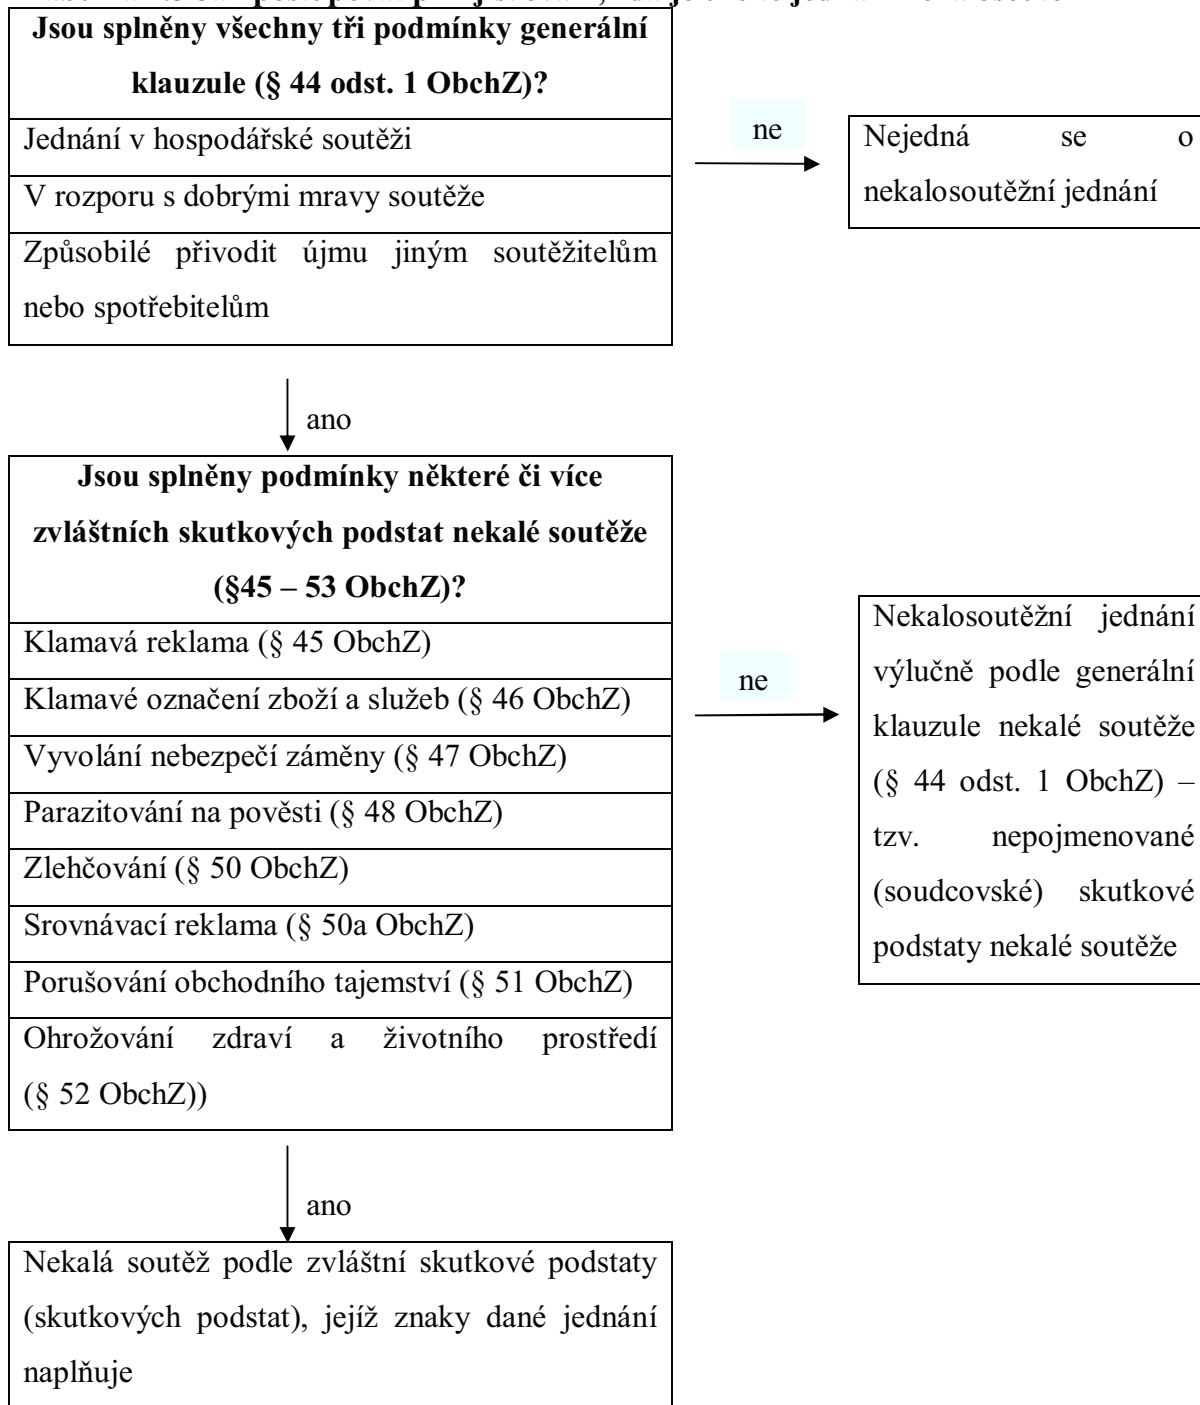 Jsou splněny všechny tři podmínky generální
klauzule (§ 44 odst. 1 ObchZ)?
Jednání v hospodářské soutěži
V rozporu s dobrými mravy soutěže
Způsobilé přivodit újmu jiným soutěžitelům
nebo spotřebitelům
ne
Nejedná se o
nekalosoutěžní jednání
ano
Jsou splněny podmínky některé či více
zvláštních skutkových podstat nekalé soutěže
(§45 – 53 ObchZ)?
Klamavá reklama (§ 45 ObchZ)
Klamavé označení zboží a služeb (§ 46 ObchZ)
Vyvolání nebezpečí záměny (§ 47 ObchZ)
Parazitování na pověsti (§ 48 ObchZ)
Zlehčování (§ 50 ObchZ)
Srovnávací reklama (§ 50a ObchZ)
Porušování obchodního tajemství (§ 51 ObchZ)
Ohrožování zdraví a životního prostředí
(§ 52 ObchZ))
ne
Nekalosoutěžní jednání
výlučně podle generální
klauzule nekalé soutěže
(§ 44 odst. 1 ObchZ) –
tzv. nepojmenované
(soudcovské) skutkové
podstaty nekalé soutěže
ano
Nekalá soutěž podle zvláštní skutkové podstaty
(skutkových podstat), jejíž znaky dané jednání
naplňuje